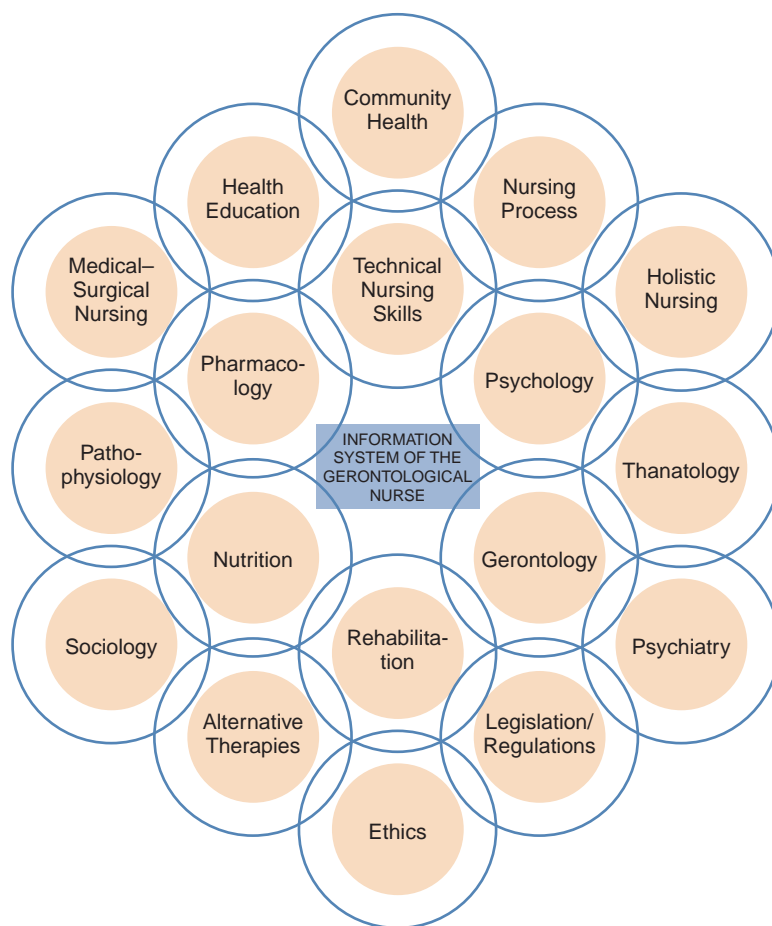 Community
Health
Health
Education
Nursing
Process
Medical–
Surgical
Nursing
Technical
Nursing
Skills
Holistic
Nursing
Pharmaco-
logy
Psychology
INFORMATION
SYSTEM OF THE
GERONTOLOGICAL
NURSE
Patho-
physiology
Thanatology
Nutrition
Gerontology
Sociology
Rehabilita-
tion
Psychiatry
Alternative
Therapies
Legislation/
Regulations
Ethics